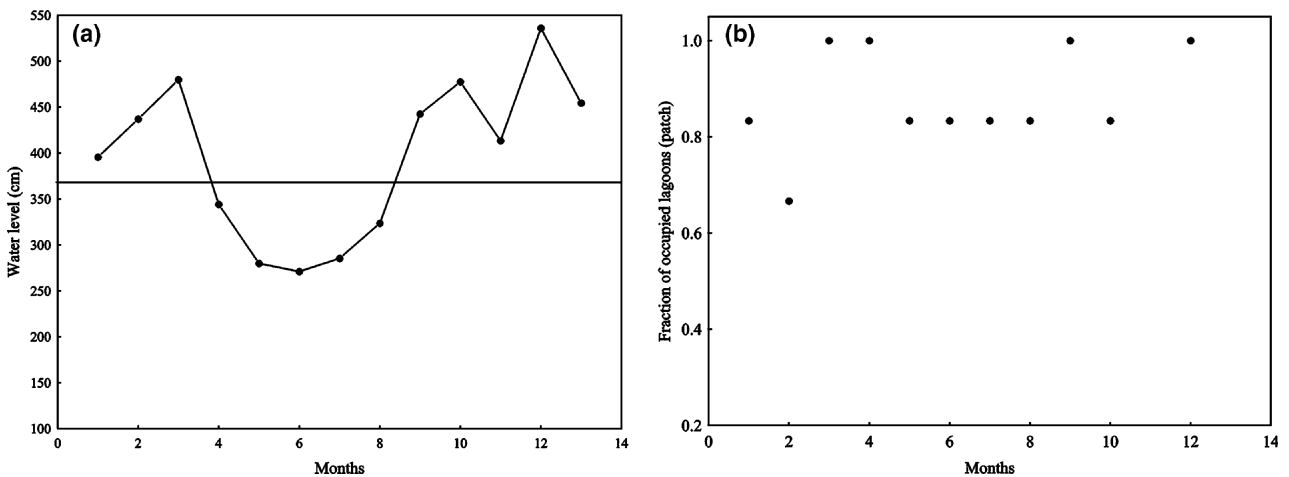 (a)
Water level (cm)
550
500
450
400
350
300
250
200
150
100
0 2 4 6 8 10 12 14
Months
(b)
Fraction of occupied lagoons (patch)
1.0
0.8
0.6
0.4
0.2
0 2 4 6 8 10 12 14
Months